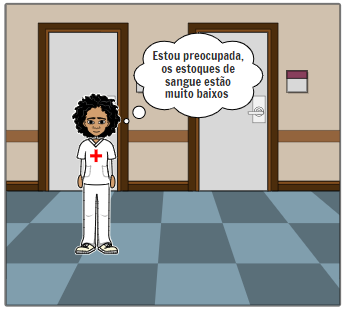 Estou preocupada,
os estoques de
sangue estão
muito baixos